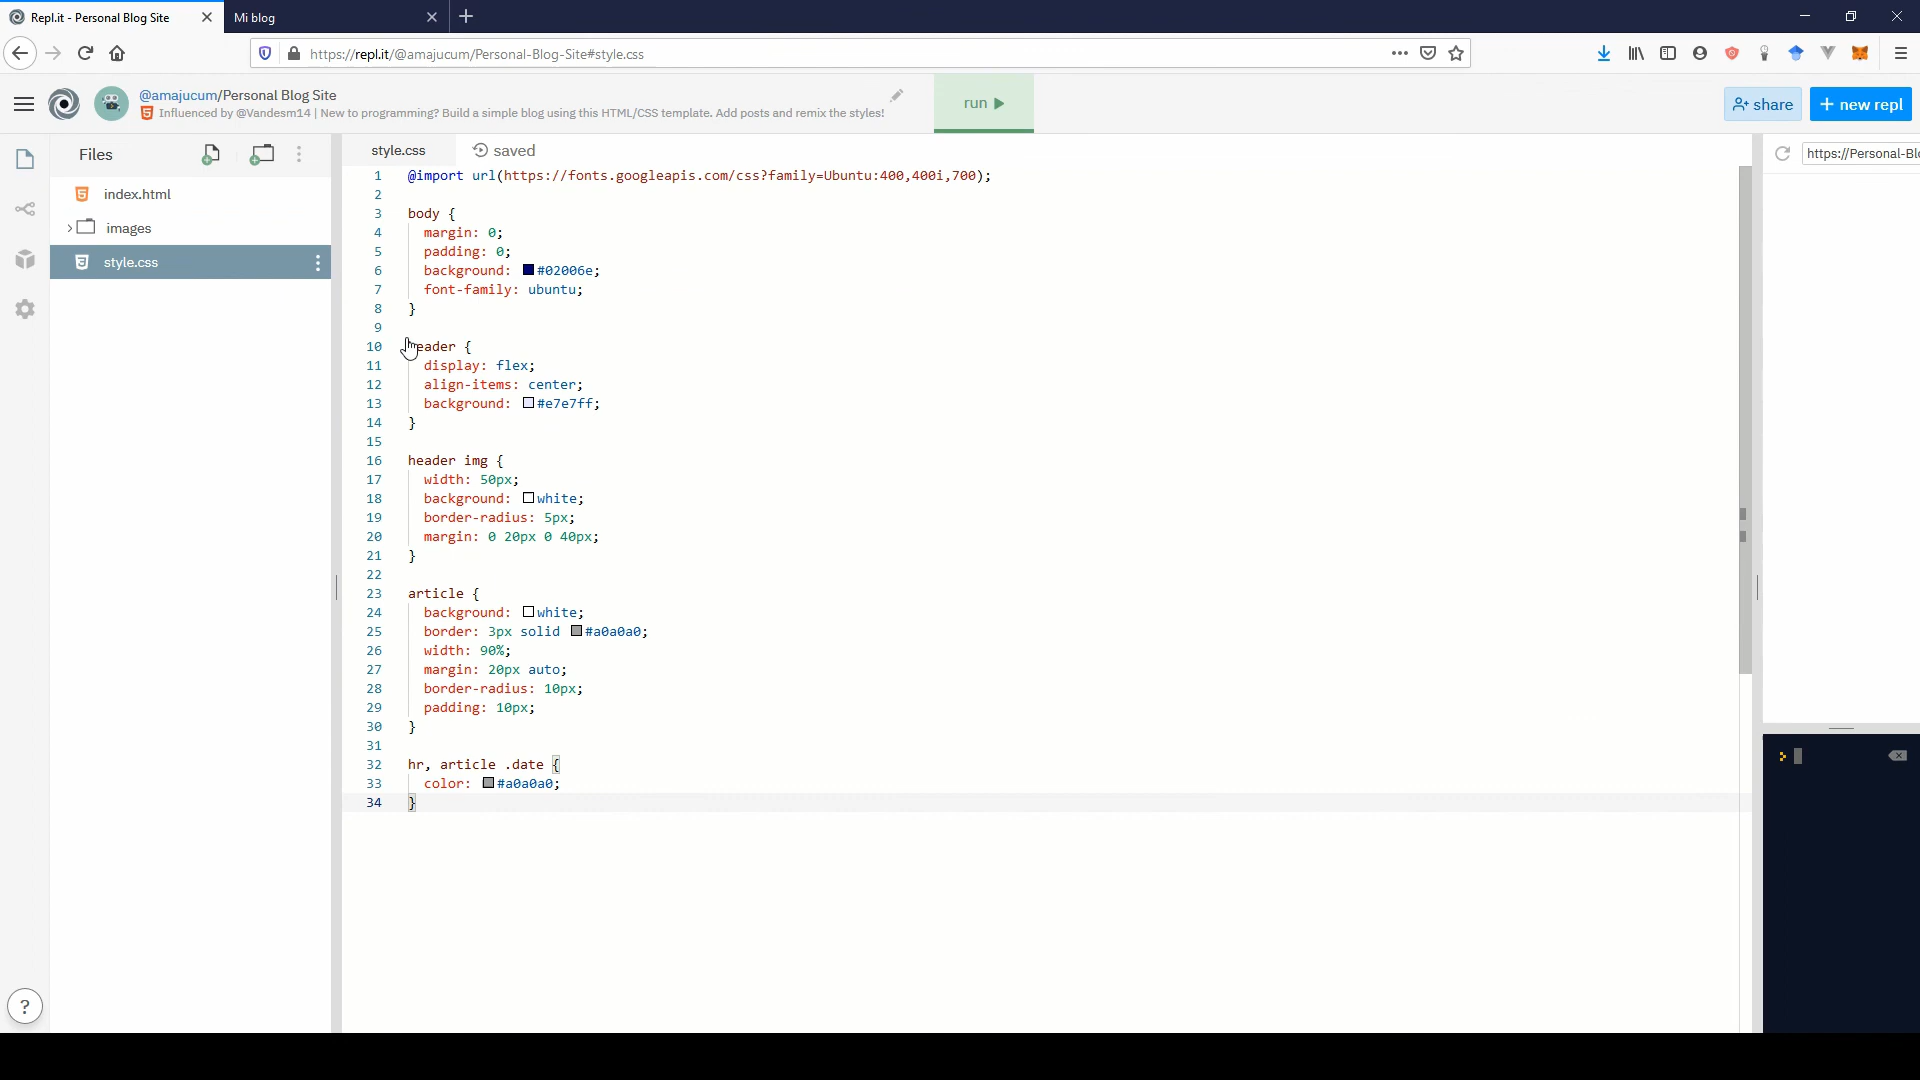 Repl.it - Personal Blog Site
Mi blog
https://repl.it/@amajucum/Personal-Blog-Site#style.css
@amajucum/Personal Blog Site
Influenced by @Vandesm14 | New to programming? Build a simple blog using this HTML/CSS template. Add posts and remix the styles!
run
share
+ new repl
Files
index.html
images
style.css
style.css
saved
https://Personal-Blo
1 @import url(https://fonts.googleapis.com/css?family=Ubuntu:400,400i,700);
2
3 body {
4 margin: 0;
5 padding: 0;
6 background: #02006e;
7 font-family: ubuntu;
8 }
9
10 eader {
11 display: flex;
12 align-items: center;
13 background: #e7e7ff;
14 }
15
16 header img {
17 width: 50px;
18 background: white;
19 border-radius: 5px;
20 margin: 0 20px 0 40px;
21 }
22
23 article {
24 background: white;
25 border: 3px solid #a0a0a0;
26 width: 90%;
27 margin: 20px auto;
28 border-radius: 10px;
29 padding: 10px;
30 }
31
32 hr, article .date {
33 color: #a0a0a0;
34 }
?